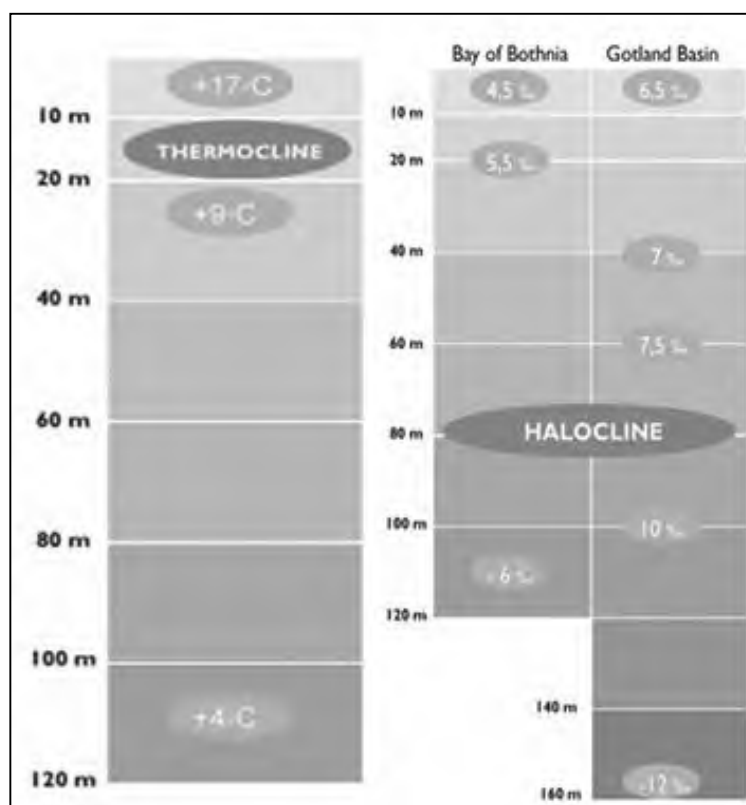 +17◦C
10 m
THERMOCLINE
20 m
+9◦C
40 m
60 m
80 m
100 m
+4◦C
120 m
Bay of Bothnia Gotland Basin
4,5 ‰ 6,5 ‰
10 m
5,5 ‰
20 m
40 m 7 ‰
60 m 7,5 ‰
HALOCLINE
80 m
100 m 10 ‰
6 ‰
120 m
140 m
12 ‰
160 m